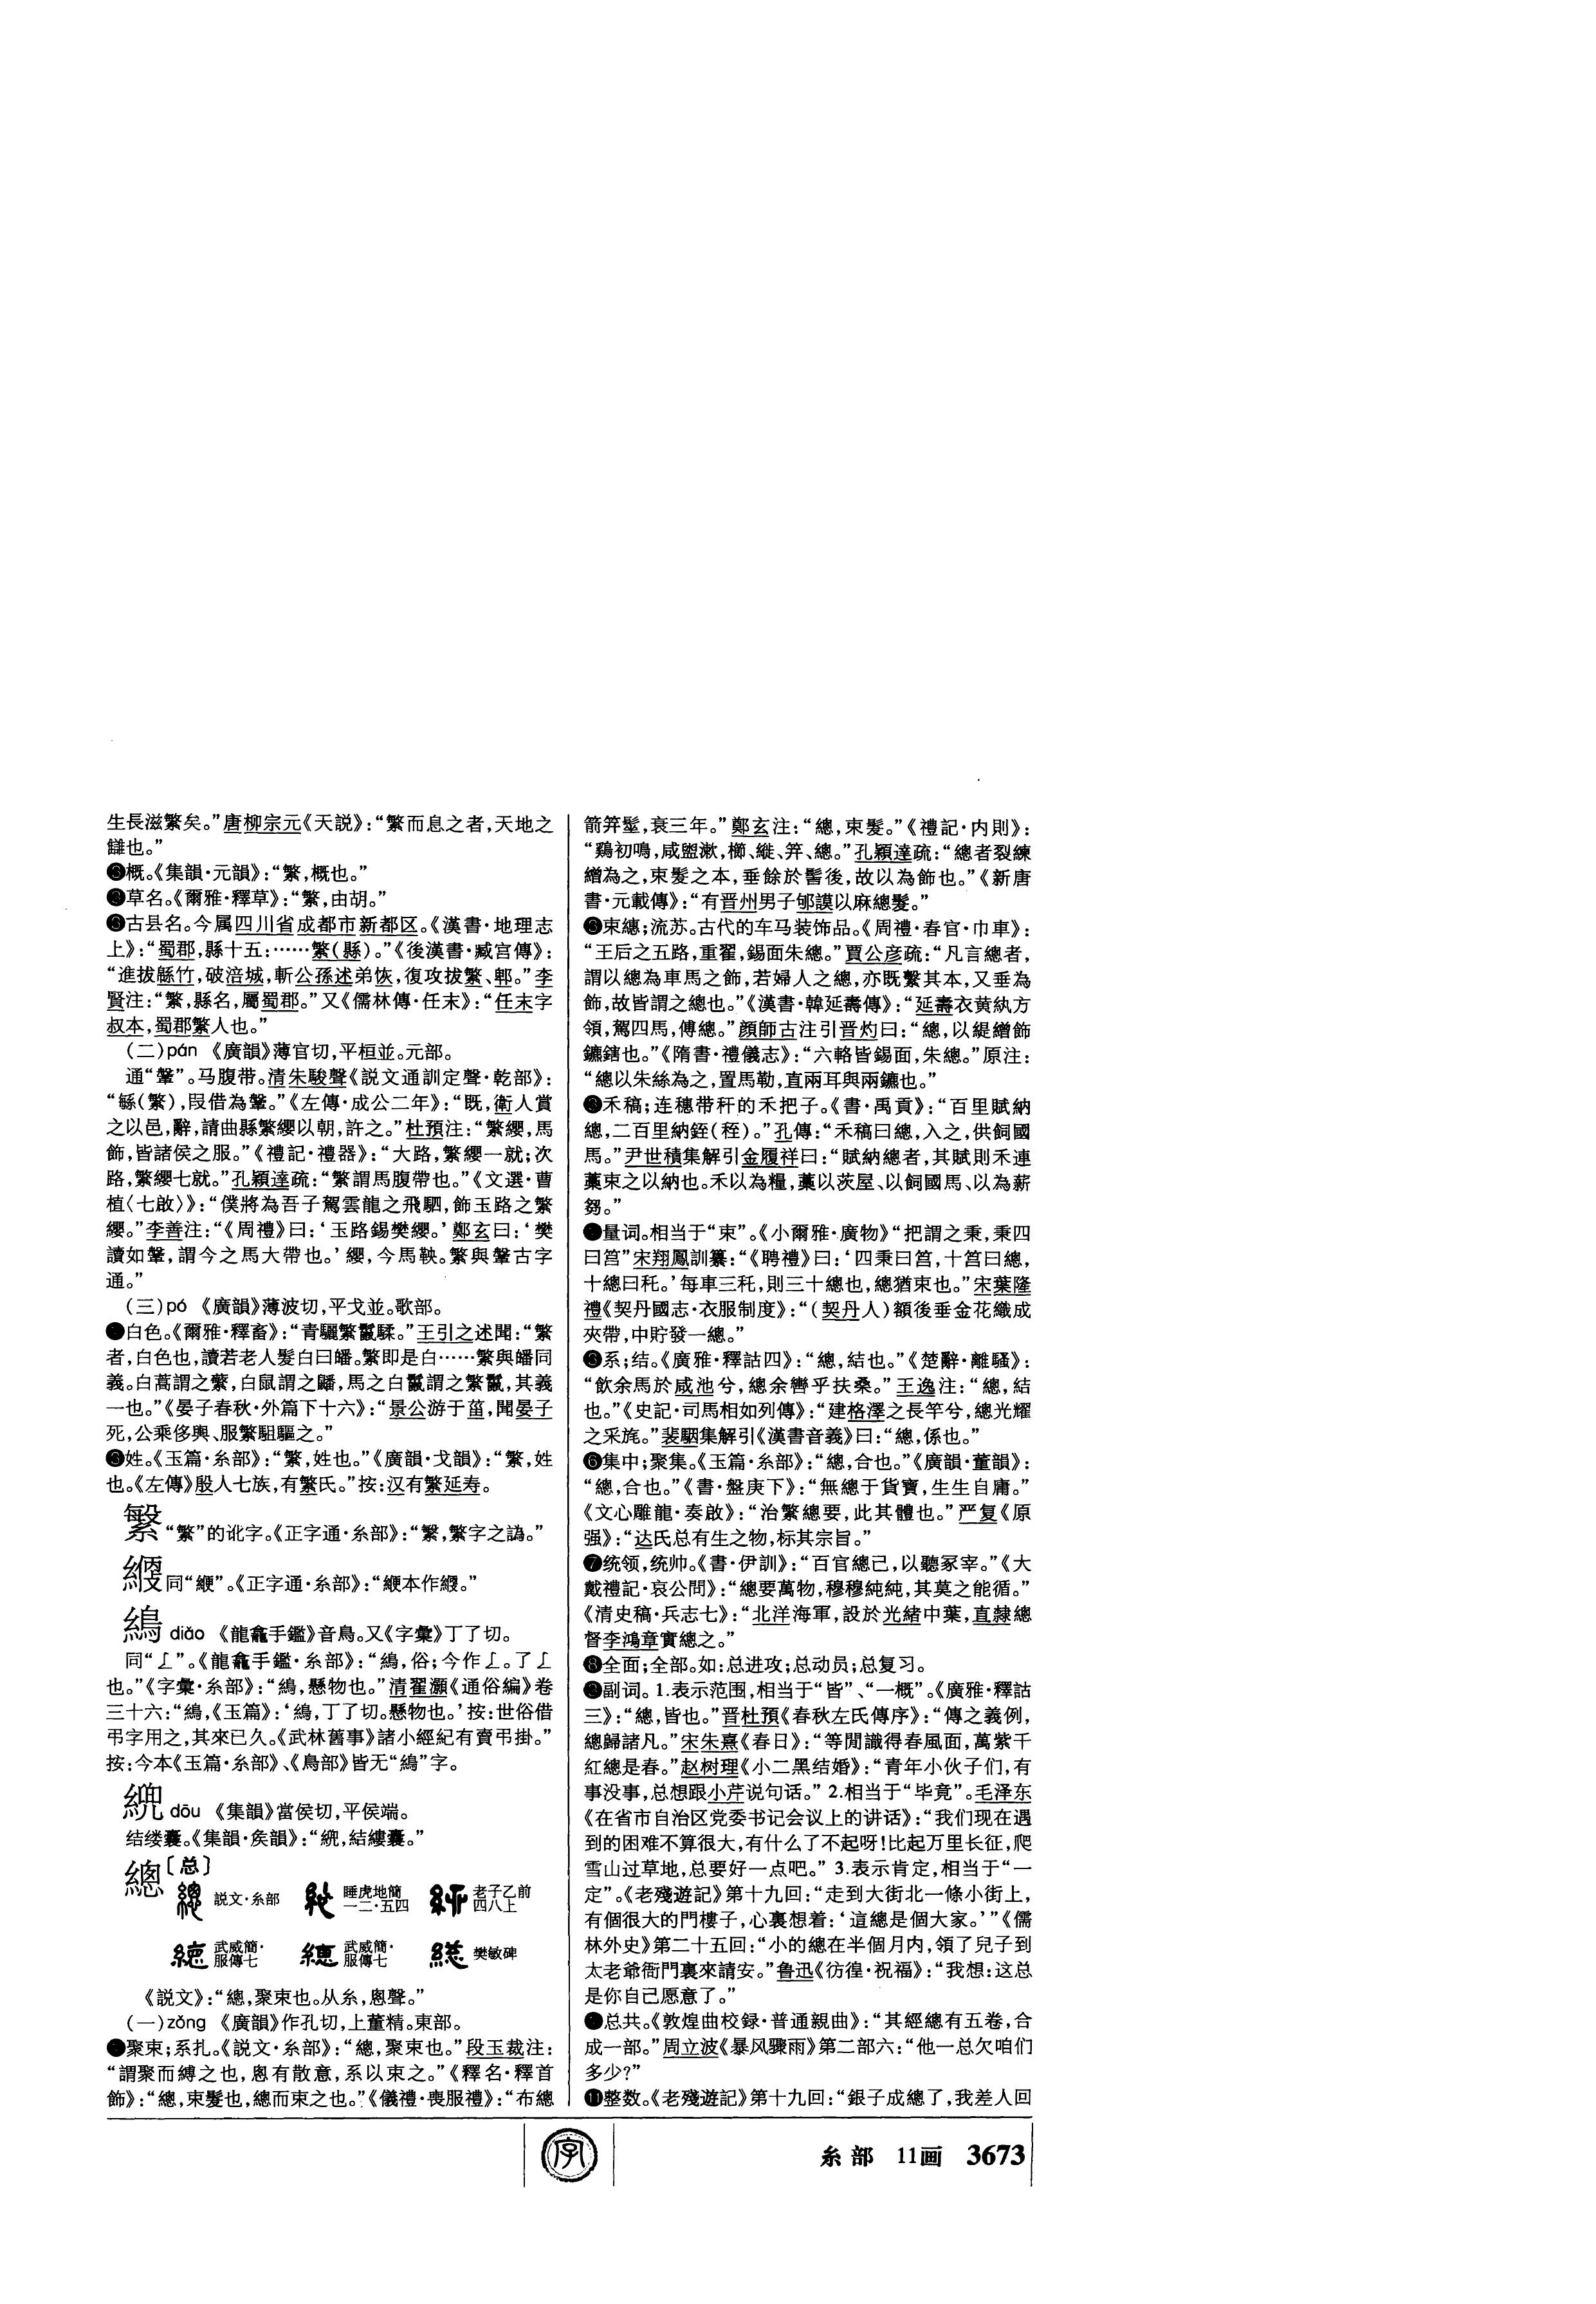 生長滋繁矣。”唐柳宗元《天説》：“繁而息之者，天地之
讎也。”
概。《集韻·元韻》：“繁，概也。”
草名。《爾雅·釋草》：“繁，由胡。”
古县名。今属四川省成都市新都区。《漢書·地理志
上》：“蜀郡，縣十五：……繁（縣）。”《後漢書·臧宫傳》：
“進拔緜竹，破涪城，斬公孫述弟恢，復攻拔繁、郫。”李
賢注：“繁，縣名，屬蜀郡。”又《儒林傳·任末》：“任末字
叔本，蜀郡繁人也。”
（二）pán 《廣韻》薄官切，平桓並。元部。
通“鞶”。马腹带。清朱駿聲《説文通訓定聲·乾部》：
“緐（繁），叚借為鞶。”《左傳·成公二年》：“既，衛人賞
之以邑，辭，請曲縣繁纓以朝，許之。”杜預注：“繁纓，馬
飾，皆諸侯之服。”《禮記·禮器》：“大路，繁纓一就；次
路，繁纓七就。”孔穎達疏：“繁謂馬腹帶也。”《文選·曹
植〈七啟〉》：“僕將為吾子駕雲龍之飛駟，飾玉路之繁
纓。”李善注：“《周禮》曰：‘玉路錫樊纓。’鄭玄曰：‘樊
讀如鞶，謂今之馬大帶也。’纓，今馬鞅。繁與鞶古字
通。”
（三）pó 《廣韻》薄波切，平戈並。歌部。
白色。《爾雅·釋畜》：“青驪繁鬣騥。”王引之述聞：“繁
者，白色也，讀若老人髮白曰皤。繁即是白……繁與皤同
義。白蒿謂之蘩，白鼠謂之鼶，馬之白鬣謂之繁鬣，其義
一也。”《晏子春秋·外篇下十六》：“景公游于菑，聞晏子
死，公乘侈輿、服繁駔驅之。”
姓。《玉篇·糸部》：“繁，姓也。”《廣韻·戈韻》：“繁，姓
也。《左傳》殷人七族，有繁氏。”按：汉有繁延寿。
“繁”的讹字。《正字通·糸部》：“繄，繁字之譌。”
同“緶”。《正字通·糸部》：“緶本作。”
䲽 diǎo 《龍龕手鑑》音鳥。又《字彙》丁了切。
同“𠄏”。《龍龕手鑑·糸部》：“，俗；今作𠄏。了𠄏
也。”《字彙·糸部》：“，懸物也。”清翟灝《通俗編》卷
三十六：“，《玉篇》：‘，丁了切。懸物也。’按：世俗借
弔字用之，其來已久。《武林舊事》諸小經紀有賣弔掛。”
按：今本《玉篇·糸部》、《鳥部》皆无“”字。
dōu 《集韻》當侯切，平侯端。
结缕囊。《集韻·矦韻》：“，結縷囊。”
總〔总〕
説文·糸部 睡虎地簡一二·五四 老子乙前四八上
武威簡·服傳七 武威簡·服傳七 樊敏碑
《説文》：“總，聚束也。从糸，悤聲。”
（一）zǒng 《廣韻》作孔切，上董精。東部。
聚束；系扎。《説文·糸部》：“總，聚束也。”段玉裁注：
“謂聚而縛之也，悤有散意，系以束之。”《釋名·釋首
飾》：“總，束髮也，總而束之也。”《儀禮·喪服禮》：“布總
箭笄髽，衰三年。”鄭玄注：“總，束髮。”《禮記·内則》：
“鷄初鳴，咸盥漱，櫛、縰、笄、總。”孔穎達疏：“總者裂練
繒為之，束髮之本，垂餘於髻後，故以為飾也。”《新唐
書·元載傳》：“有晋州男子郇謨以麻總髮。”
束繐；流苏。古代的车马装饰品。《周禮·春官·巾車》：
“王后之五路，重翟，錫面朱總。”賈公彦疏：“凡言總者，
謂以總為車馬之飾，若婦人之總，亦既繫其本，又垂為
飾，故皆謂之總也。”《漢書·韓延壽傳》：“延壽衣黄紈方
領，駕四馬，傅總。”顔師古注引晋灼曰：“總，以緹繒飾
鑣鎋也。”《隋書·禮儀志》：“六輅皆錫面，朱總。”原注：
“總以朱絲為之，置馬勒，直兩耳與兩鑣也。”
禾稿；连穗带秆的禾把子。《書·禹貢》：“百里賦納
總，二百里納銍（秷）。”孔傳：“禾稿曰總，入之，供飼國
馬。”尹世積集解引金履祥曰：“賦納總者，其賦則禾連
藁束之以納也。禾以為糧，藁以茨屋、以飼國馬、以為薪
芻。”
量词。相当于“束”。《小爾雅·廣物》“把謂之秉，秉四
曰筥”宋翔鳳訓纂：“《聘禮》曰：‘四秉曰筥，十筥曰總，
十總曰秅。’每車三秅，則三十總也，總猶束也。”宋葉隆
禮《契丹國志·衣服制度》：“（契丹人）額後垂金花織成
夾帶，中貯發一總。”
系；结。《廣雅·釋詁四》：“總，結也。”《楚辭·離騷》：
“飲余馬於咸池兮，總余轡乎扶桑。”王逸注：“總，結
也。”《史記·司馬相如列傳》：“建格澤之長竿兮，總光耀
之采旄。”裴駰集解引《漢書音義》曰：“總，係也。”
❻集中；聚集。《玉篇·糸部》：“總，合也。”《廣韻·董韻》：
“總，合也。”《書·盤庚下》：“無總于貨寶，生生自庸。”
《文心雕龍·奏啟》：“治繁總要，此其體也。”严复《原
强》：“达氏总有生之物，标其宗旨。”
❼统领，统帅。《書·伊訓》：“百官總己，以聽冢宰。”《大
戴禮記·哀公問》：“總要萬物，穆穆純純，其莫之能循。”
《清史稿·兵志七》：“北洋海軍，設於光緒中葉，直隸總
督李鴻章實總之。”
❽全面；全部。如：总进攻；总动员；总复习。
副词。1.表示范围，相当于“皆”、“一概”。《廣雅·釋詁
三》：“總，皆也。”晋杜預《春秋左氏傳序》：“傳之義例，
總歸諸凡。”宋朱熹《春日》：“等閒識得春風面，萬紫千
紅總是春。”赵树理《小二黑结婚》：“青年小伙子们，有
事没事，总想跟小芹说句话。” 2.相当于“毕竟”。毛泽东
《在省市自治区党委书记会议上的讲话》：“我们现在遇
到的困难不算很大，有什么了不起呀！比起万里长征，爬
雪山过草地，总要好一点吧。” 3.表示肯定，相当于“一
定”。《老殘遊記》第十九回：“走到大街北一條小街上，
有個很大的門樓子，心裏想着：‘這總是個大家。’”《儒
林外史》第二十五回：“小的總在半個月内，領了兒子到
太老爺衙門裏來請安。”鲁迅《彷徨·祝福》：“我想：这总
是你自己愿意了。”
总共。《敦煌曲校録·普通親曲》：“其經總有五卷，合
成一部。”周立波《暴风骤雨》第二部六：“他一总欠咱们
多少？”
⓫整数。《老殘遊記》第十九回：“銀子成總了，我差人回
字
糸部 11画 3673